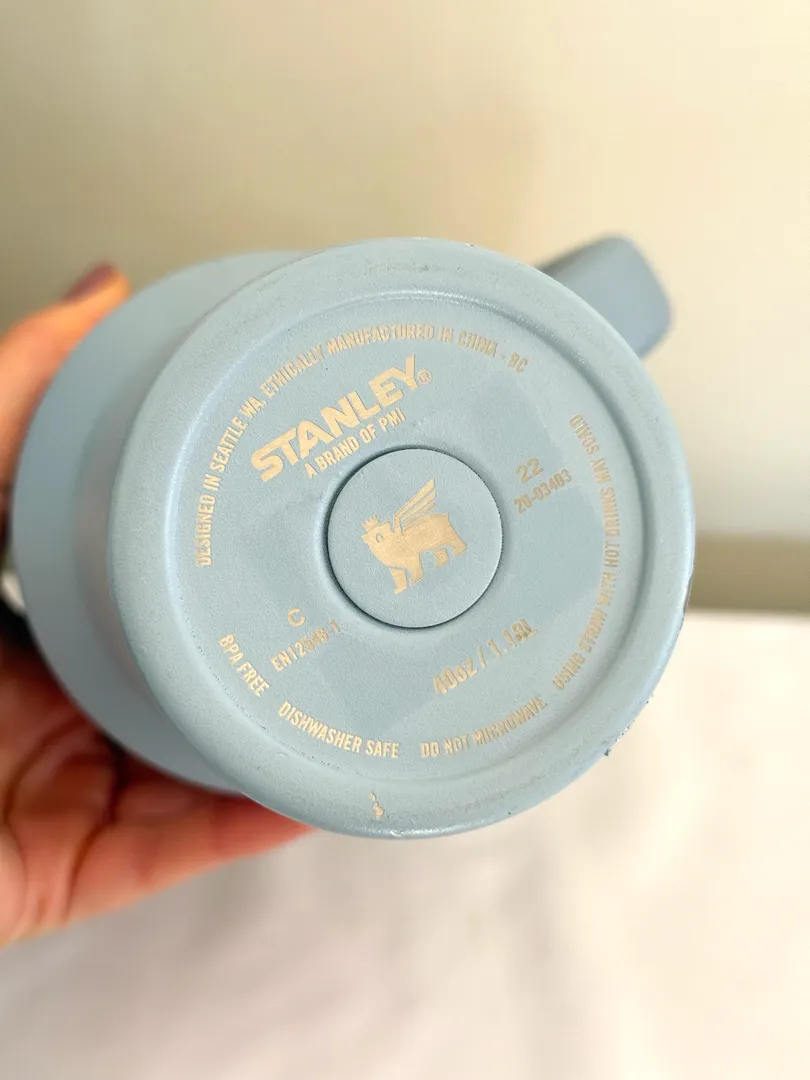 DESIGNED IN SEATTLE WA. ETHICALLY MANUFACTURED IN CHINA - BC
STANLEY®
A BRAND OF PMI
22
20-03403
C
EN12546-1
40oz / 1.18L
BPA FREE
DISHWASHER SAFE
DO NOT MICROWAVE
USING STRAW WITH HOT DRINKS MAY SCALD